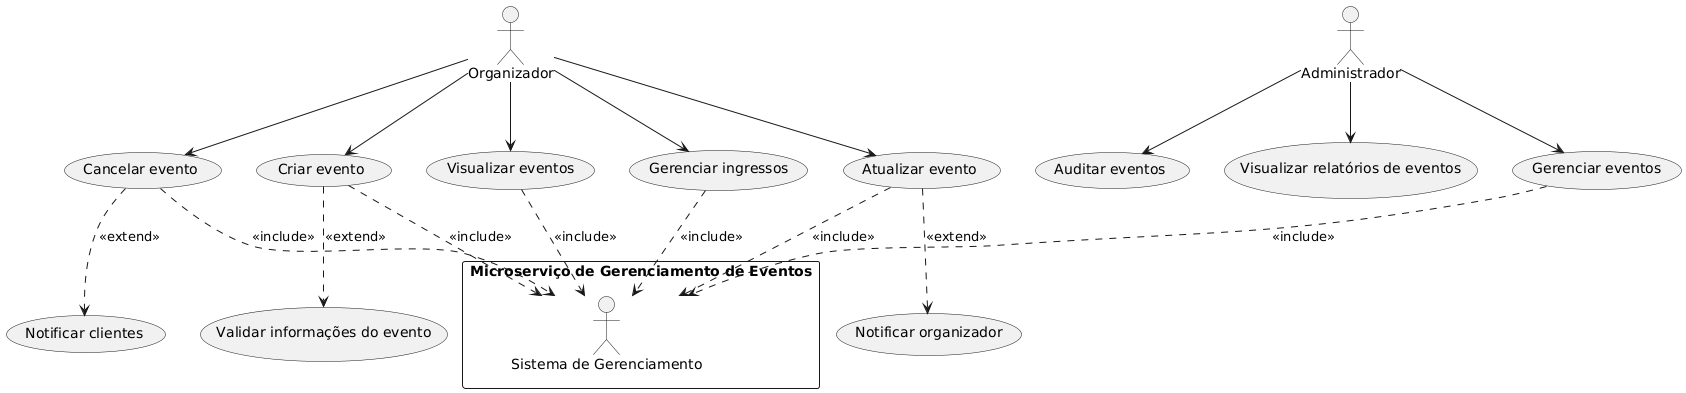 Organizador
Administrador
Cancelar evento
Criar evento
Visualizar eventos
Gerenciar ingressos
Atualizar evento
Auditar eventos
Visualizar relatórios de eventos
Gerenciar eventos
«extend»
«include»
«extend»
«include»
«include»
«include»
«include»
«extend»
«include»
Microserviço de Gerenciamento de Eventos
Notificar clientes
Validar informações do evento
Sistema de Gerenciamento
Notificar organizador